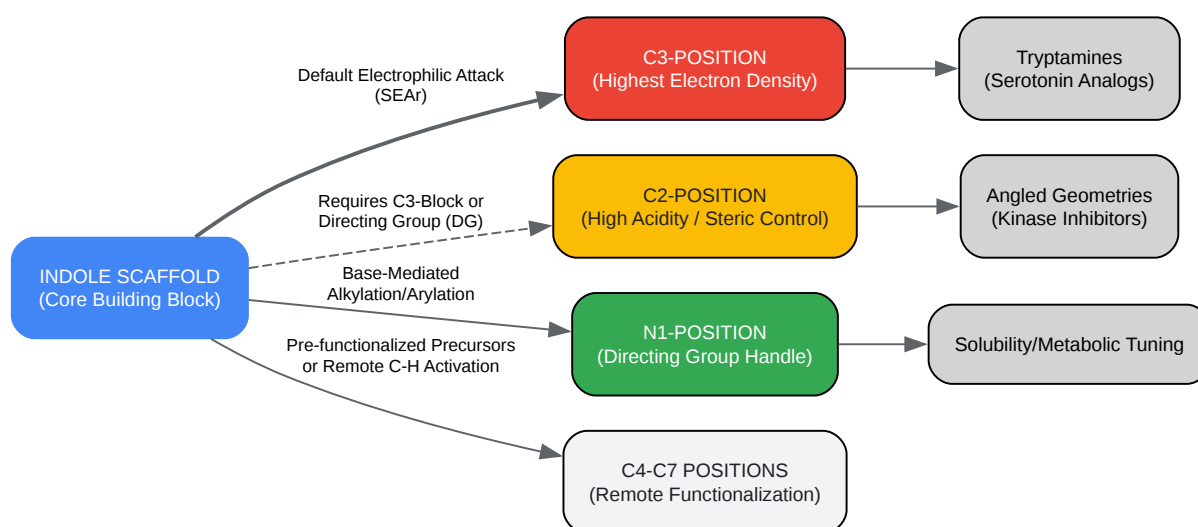 Default Electrophilic Attack
(SEAr)
C3-POSITION
(Highest Electron Density)
Tryptamines
(Serotonin Analogs)
Requires C3-Block or
Directing Group (DG)
C2-POSITION
(High Acidity / Steric Control)
Angled Geometries
(Kinase Inhibitors)
INDOLE SCAFFOLD
(Core Building Block)
Base-Mediated
Alkylation/Arylation
N1-POSITION
(Directing Group Handle)
Solubility/Metabolic Tuning
Pre-functionalized Precursors
or Remote C-H Activation
C4-C7 POSITIONS
(Remote Functionalization)